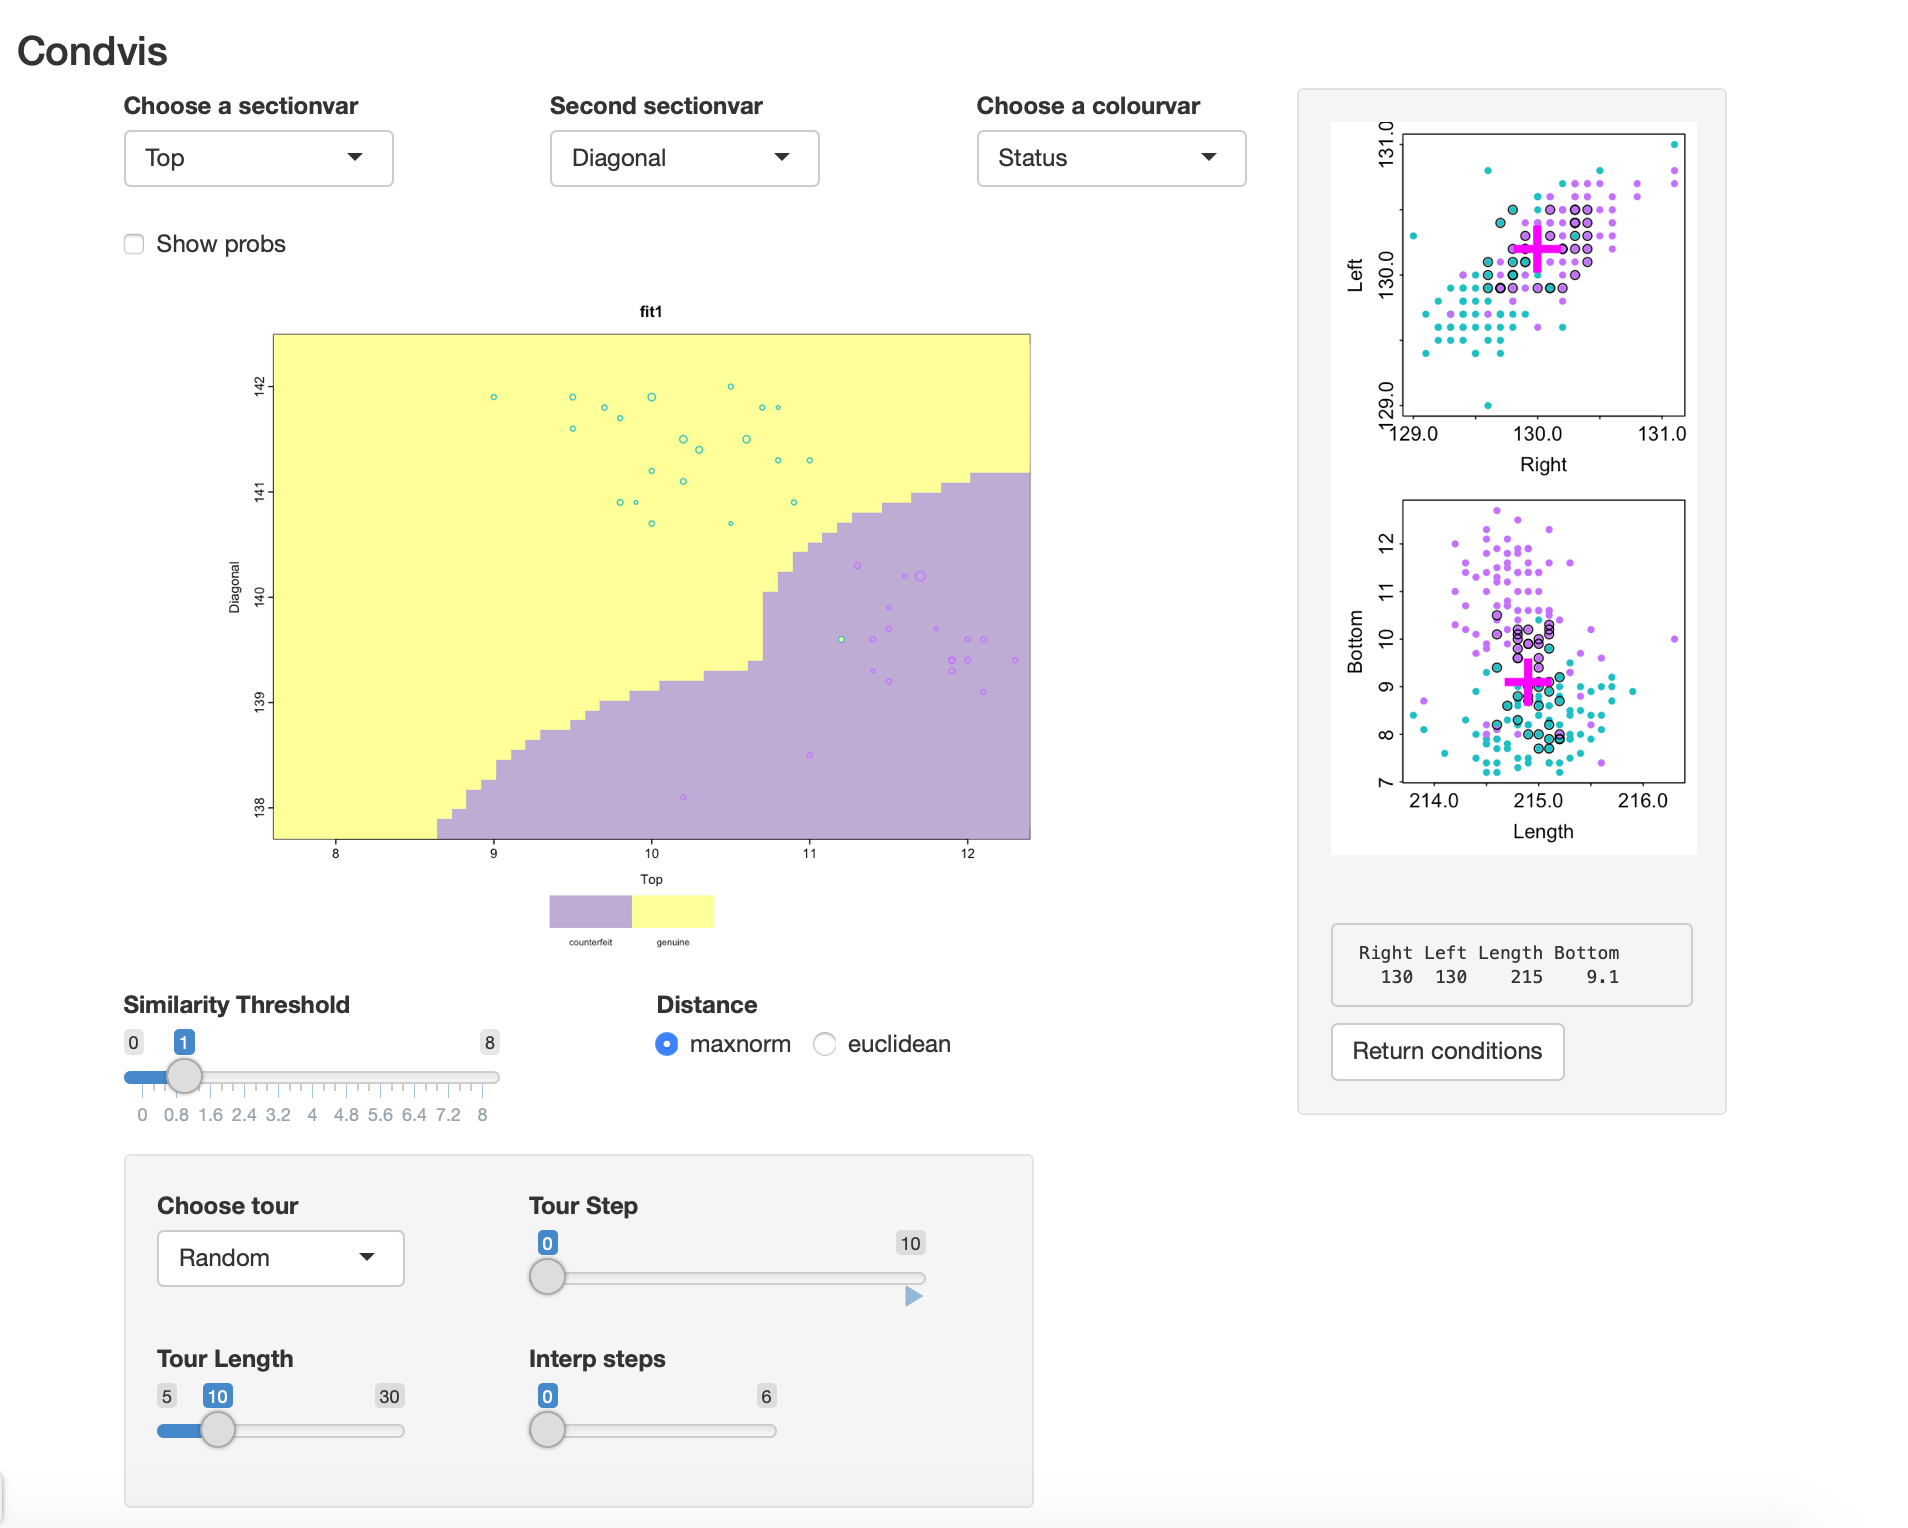 Condvis
Choose a sectionvar
Second sectionvar
Choose a colourvar
Top
Diagonal
Status
Show probs
fit1
142
141
140
139
138
Diagonal
8 9 10 11 12
Top
counterfeit genuine
Similarity Threshold
0 1 8
0 0.8 1.6 2.4 3.2 4 4.8 5.6 6.4 7.2 8
Distance
maxnorm euclidean
Choose tour
Random
Tour Step
0 10
Tour Length
5 10 30
Interp steps
0 6
131.0
130.0
129.0
Left
129.0 130.0 131.0
Right
12
11
10
9
8
7
Bottom
214.0 215.0 216.0
Length
Right Left Length Bottom
130 130 215 9.1
Return conditions